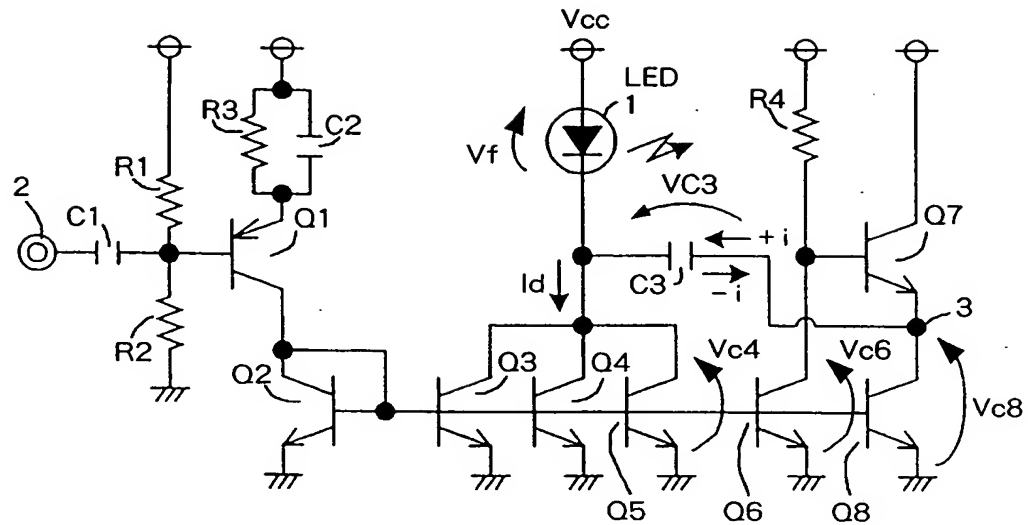 Vcc
LED
1
R3
C2
R4
Vf
R1
2
C1
Q1
VC3
+i
Q7
Id
C3
-i
3
R2
Q2
Q3
Q4
Vc4
Vc6
Vc8
Q5
Q6
Q8